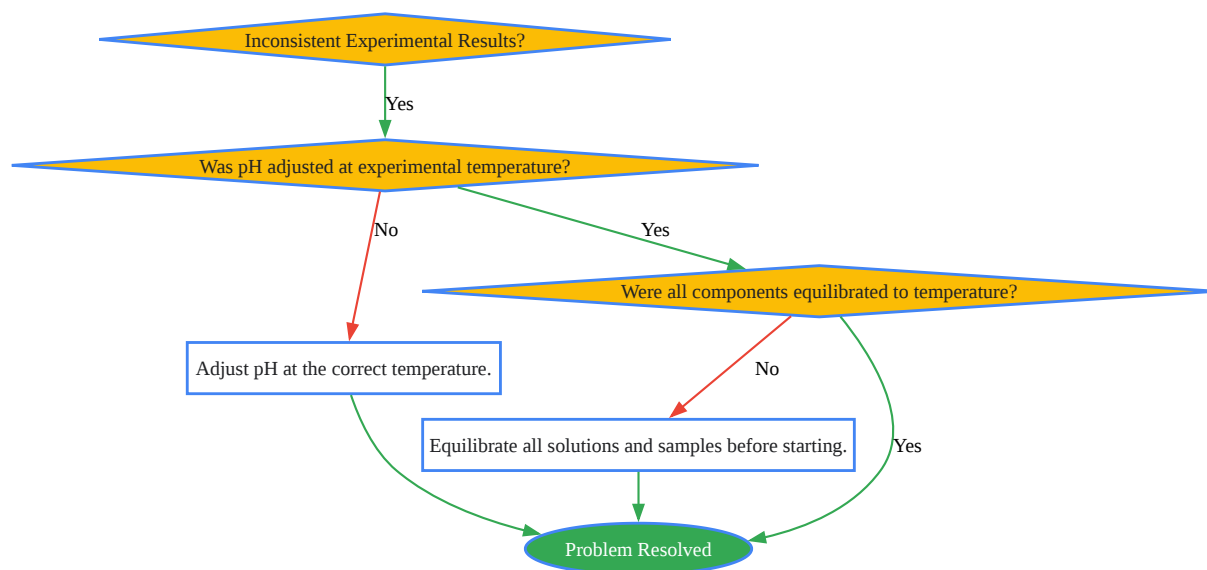 Inconsistent Experimental Results?
Yes
Was pH adjusted at experimental temperature?
No
Yes
Were all components equilibrated to temperature?
Adjust pH at the correct temperature.
No
Equilibrate all solutions and samples before starting.
Yes
Problem Resolved